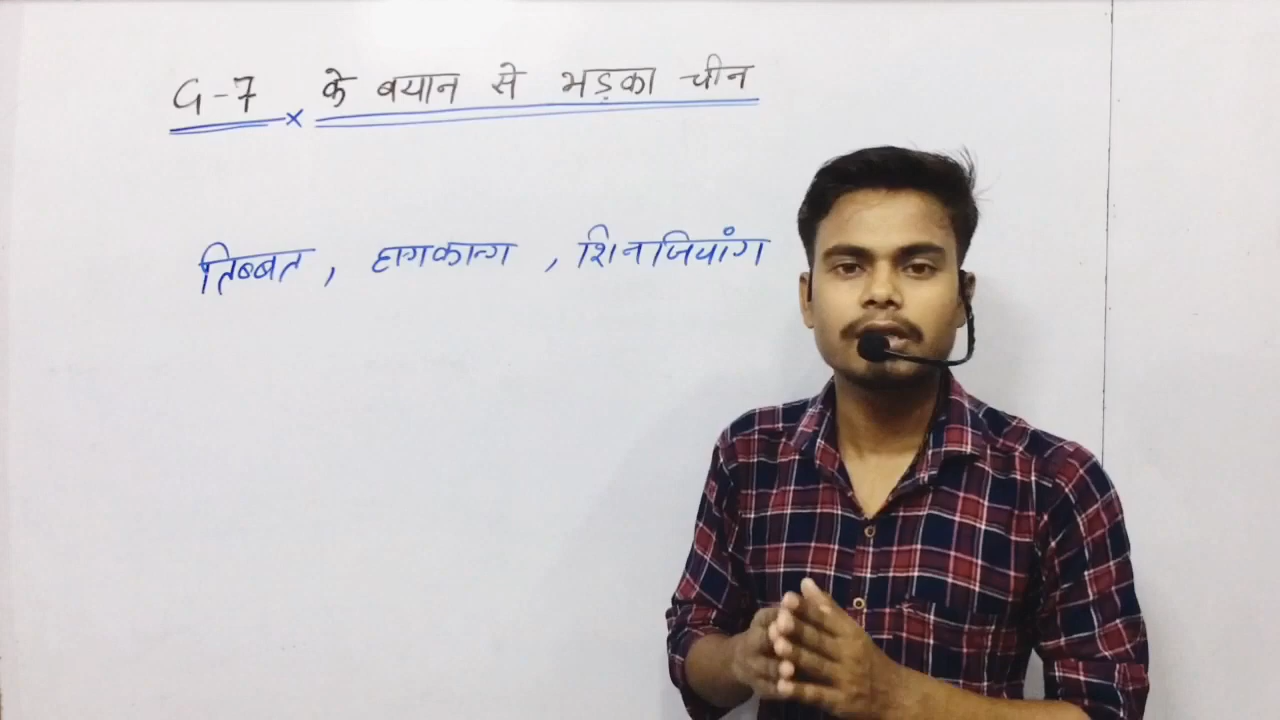 G-7 के बयान से भड़का चीन
तिब्बत, हागकान्ग, शिनजियांग